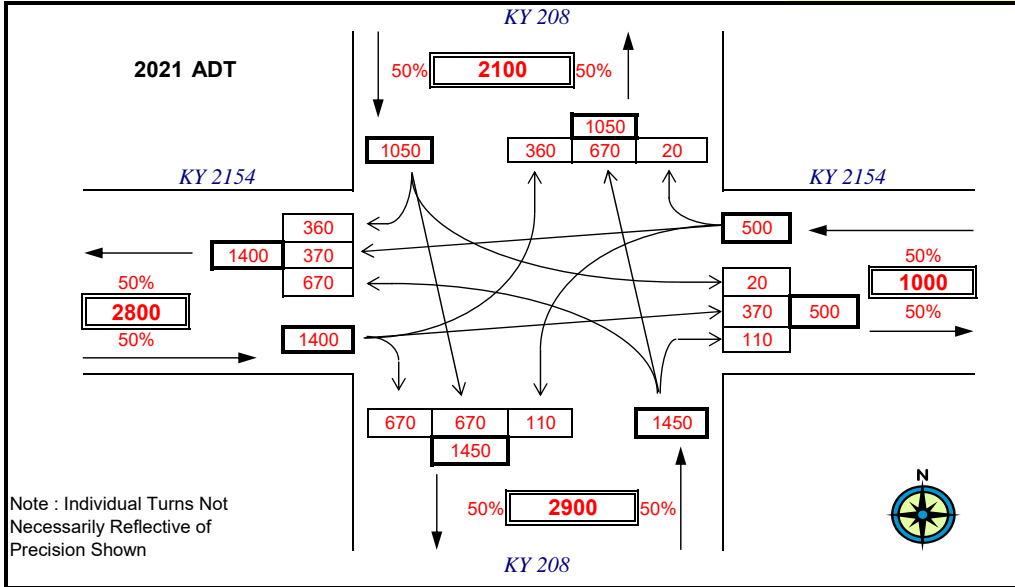 KY 208
2021 ADT
50% 2100 50%
1050
1050 360 670 20
KY 2154 KY 2154
360 500
1400 370
50%
670 20 1000
50% 370 500 50%
2800
50% 1400 110
670 670 110 1450
1450
N
Note : Individual Turns Not
Necessarily Reflective of
Precision Shown
50% 2900 50%
KY 208